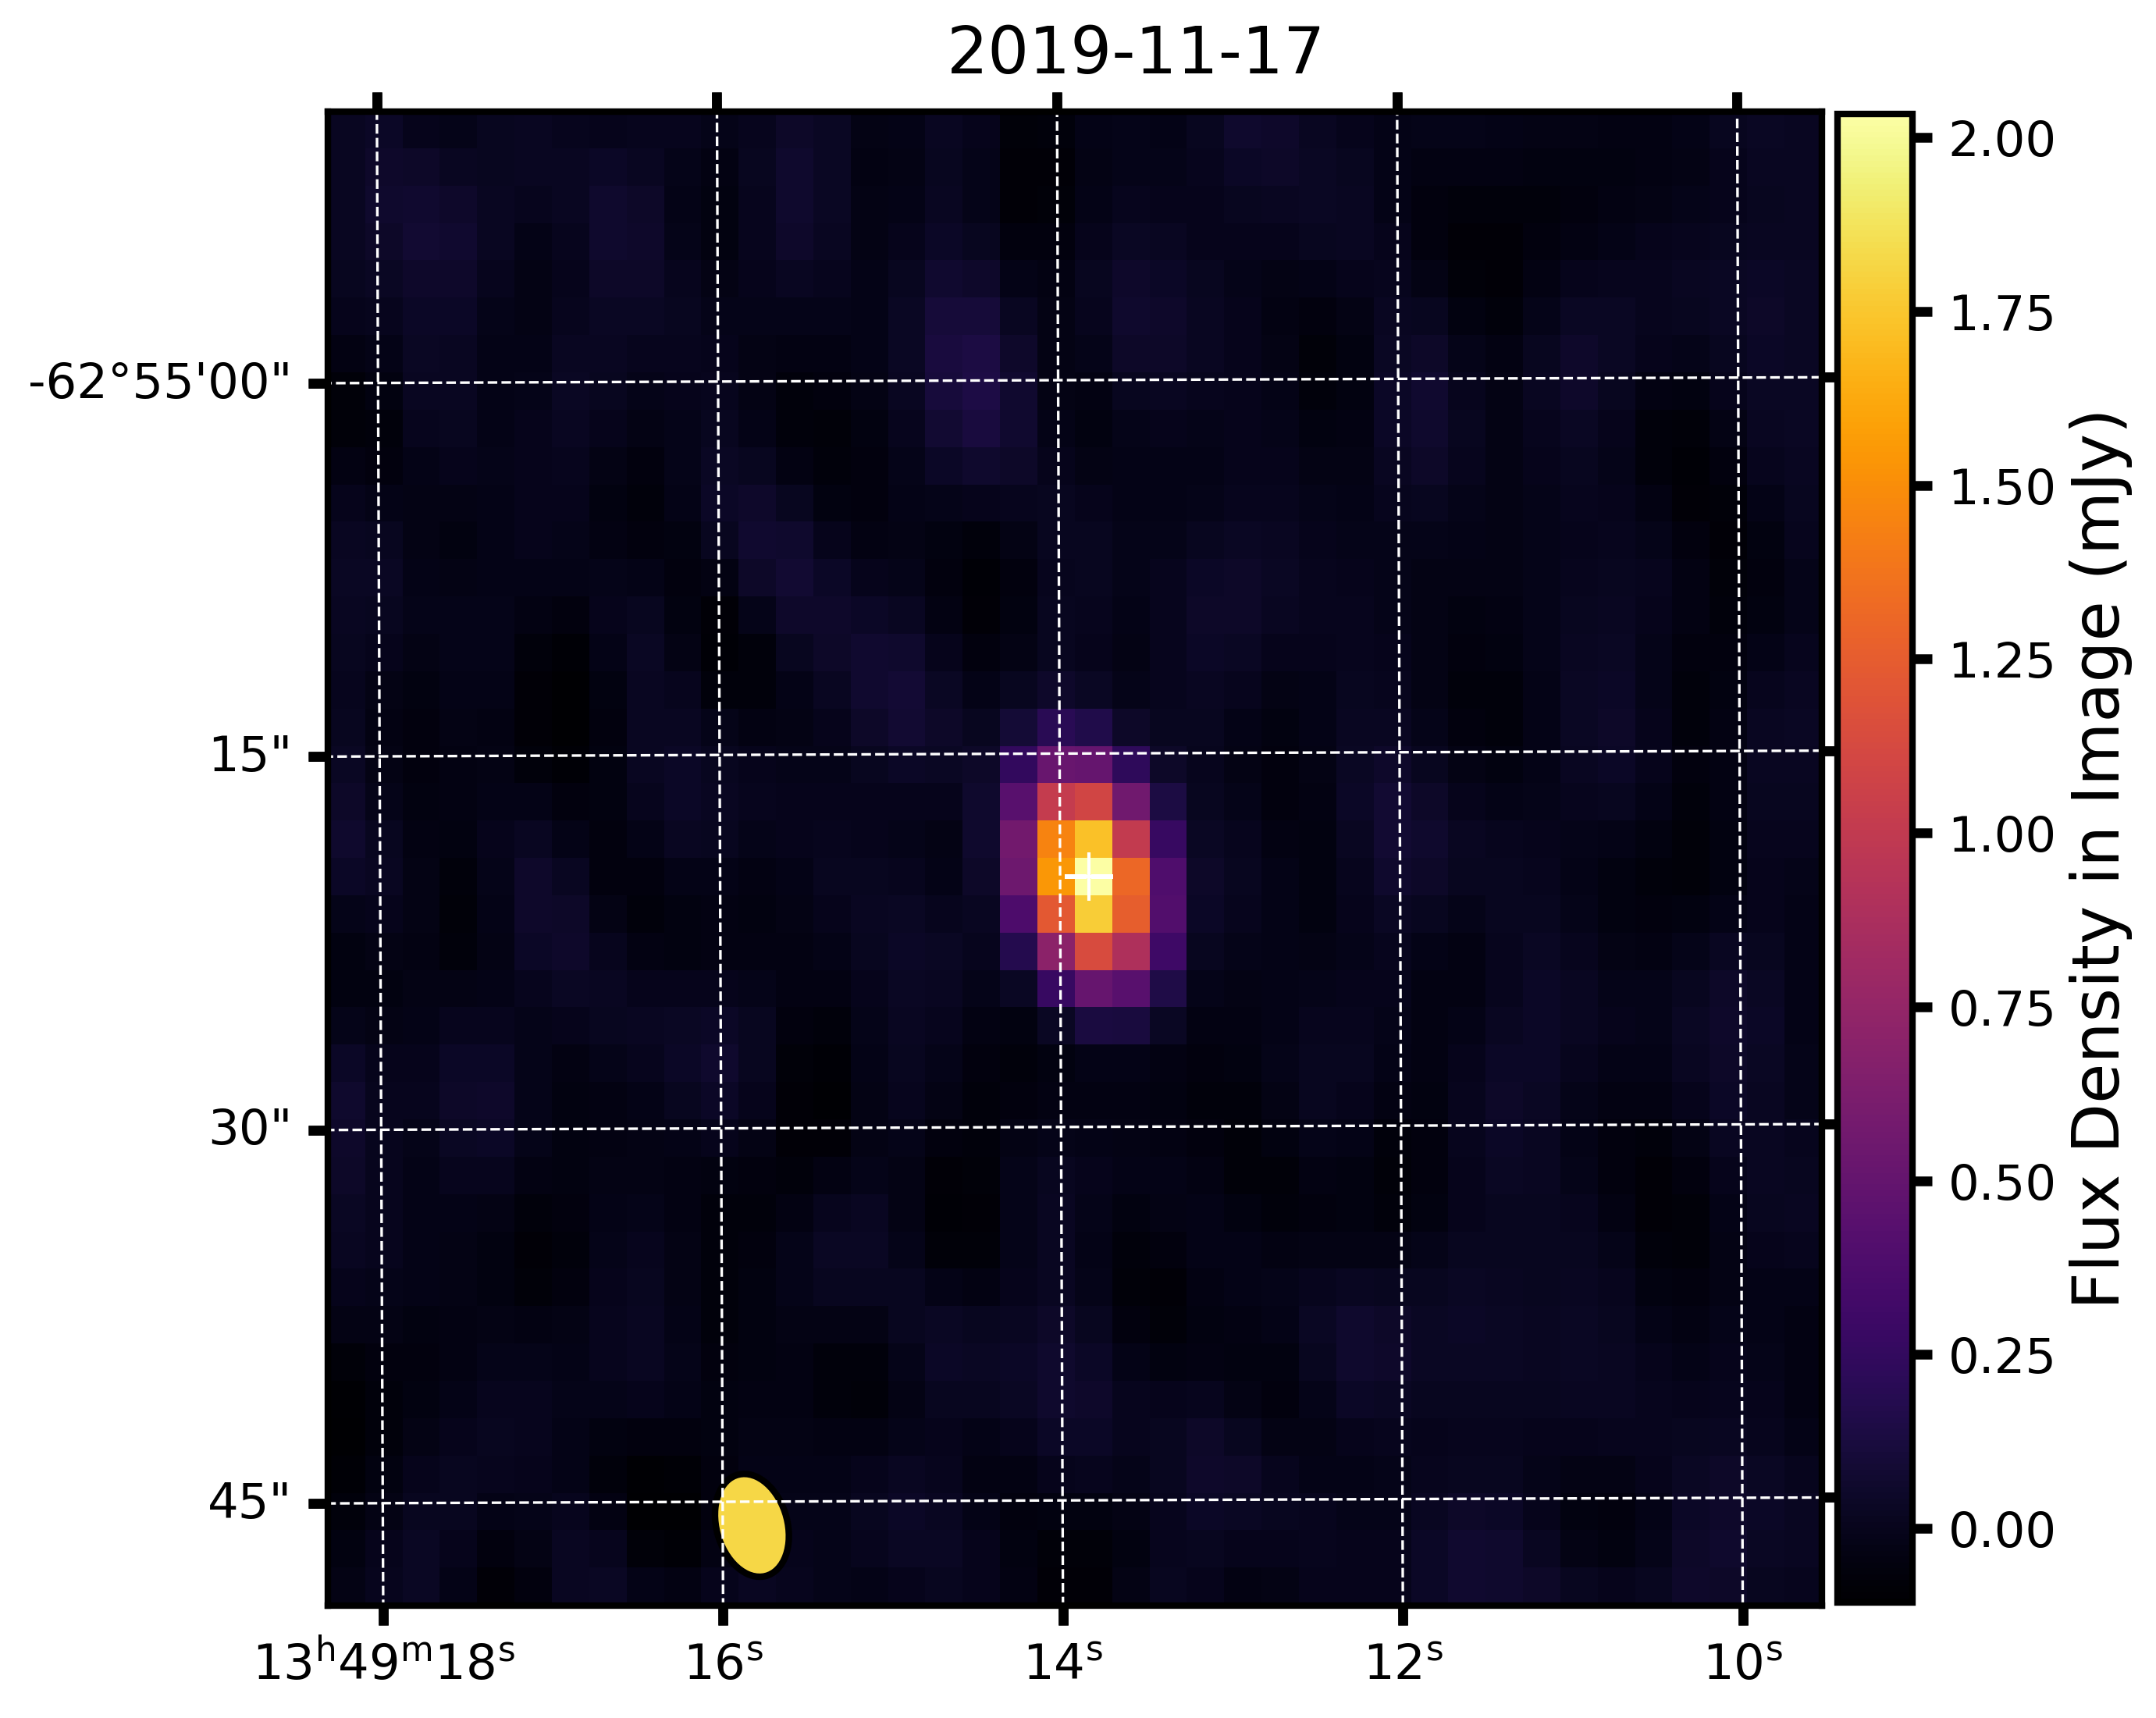 2019-11-17
-62°55'00"
15"
30"
45"
13ʰ49ᵐ18ˢ
16ˢ
14ˢ
12ˢ
10ˢ
2.00
1.75
1.50
1.25
1.00
0.75
0.50
0.25
0.00
Flux Density in Image (mJy)